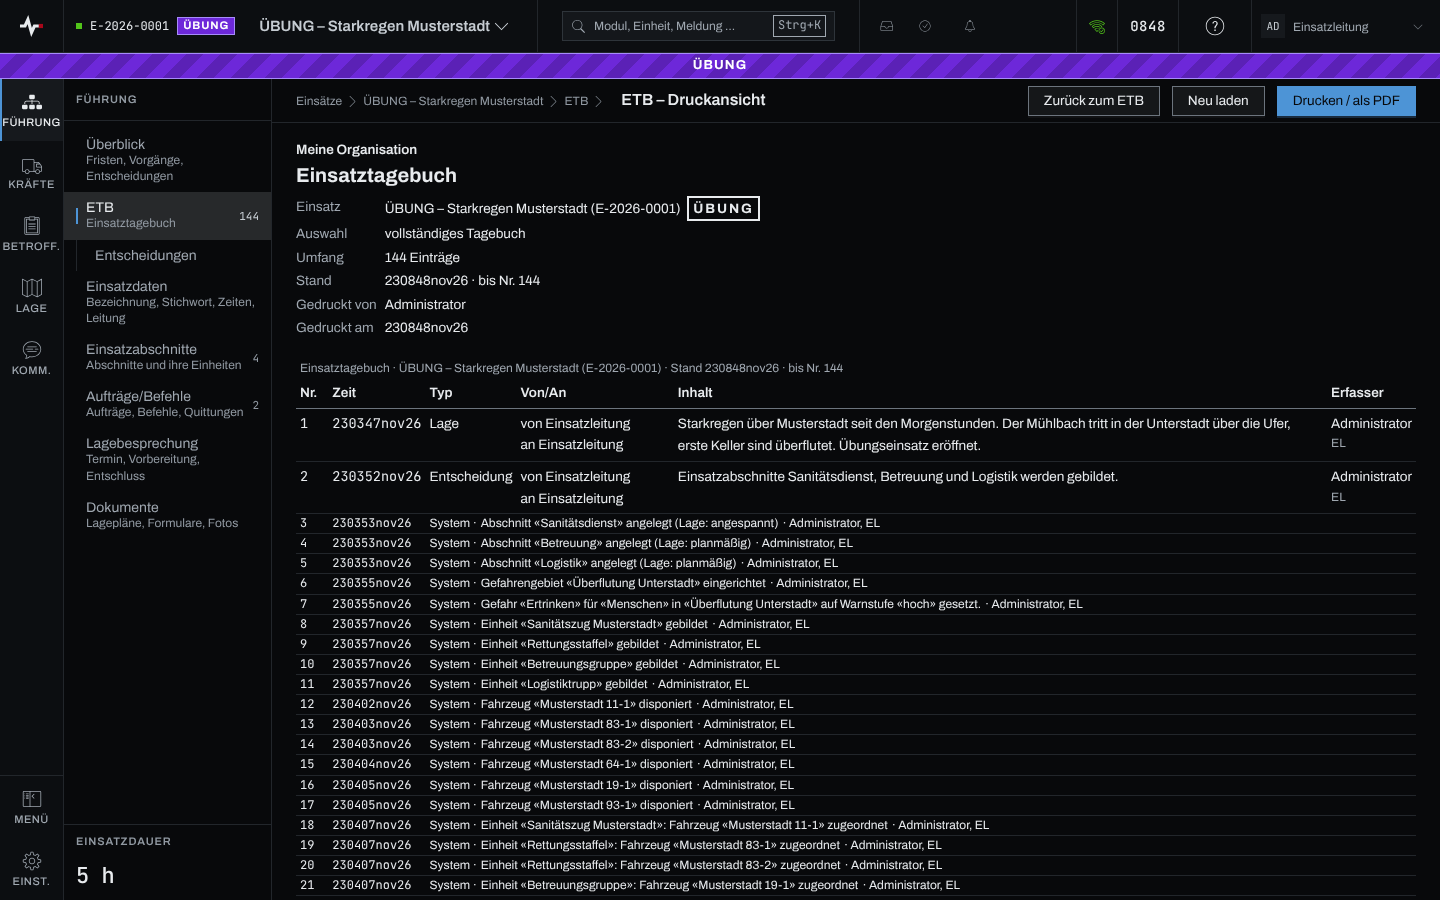 E-2026-0001 ÜBUNG ÜBUNG – Starkregen Musterstadt Modul, Einheit, Meldung ... Strg+K 0848 ? AD Einsatzleitung
ÜBUNG
FÜHRUNG
KRÄFTE
BETROFF.
LAGE
KOMM.
MENÜ
EINST.
FÜHRUNG
Überblick
Fristen, Vorgänge,
Entscheidungen
ETB
Einsatztagebuch
144
Entscheidungen
Einsatzdaten
Bezeichnung, Stichwort, Zeiten,
Leitung
Einsatzabschnitte
Abschnitte und ihre Einheiten
4
Aufträge/Befehle
Aufträge, Befehle, Quittungen
2
Lagebesprechung
Termin, Vorbereitung,
Entschluss
Dokumente
Lagepläne, Formulare, Fotos
EINSATZDAUER
5 h
Einsätze ÜBUNG – Starkregen Musterstadt ETB ETB – Druckansicht Zurück zum ETB Neu laden Drucken / als PDF
Meine Organisation
Einsatztagebuch
Einsatz ÜBUNG – Starkregen Musterstadt (E-2026-0001) ÜBUNG
Auswahl vollständiges Tagebuch
Umfang 144 Einträge
Stand 230848nov26 · bis Nr. 144
Gedruckt von Administrator
Gedruckt am 230848nov26
Einsatztagebuch · ÜBUNG – Starkregen Musterstadt (E-2026-0001) · Stand 230848nov26 · bis Nr. 144
Nr. Zeit Typ Von/An Inhalt Erfasser
1 230347nov26 Lage von Einsatzleitung Starkregen über Musterstadt seit den Morgenstunden. Der Mühlbach tritt in der Unterstadt über die Ufer, Administrator
an Einsatzleitung erste Keller sind überflutet. Übungseinsatz eröffnet. EL
2 230352nov26 Entscheidung von Einsatzleitung Einsatzabschnitte Sanitätsdienst, Betreuung und Logistik werden gebildet. Administrator
an Einsatzleitung EL
3 230353nov26 System · Abschnitt «Sanitätsdienst» angelegt (Lage: angespannt) · Administrator, EL
4 230353nov26 System · Abschnitt «Betreuung» angelegt (Lage: planmäßig) · Administrator, EL
5 230353nov26 System · Abschnitt «Logistik» angelegt (Lage: planmäßig) · Administrator, EL
6 230355nov26 System · Gefahrengebiet «Überflutung Unterstadt» eingerichtet · Administrator, EL
7 230355nov26 System · Gefahr «Ertrinken» für «Menschen» in «Überflutung Unterstadt» auf Warnstufe «hoch» gesetzt. · Administrator, EL
8 230357nov26 System · Einheit «Sanitätszug Musterstadt» gebildet · Administrator, EL
9 230357nov26 System · Einheit «Rettungsstaffel» gebildet · Administrator, EL
10 230357nov26 System · Einheit «Betreuungsgruppe» gebildet · Administrator, EL
11 230357nov26 System · Einheit «Logistiktrupp» gebildet · Administrator, EL
12 230402nov26 System · Fahrzeug «Musterstadt 11-1» disponiert · Administrator, EL
13 230403nov26 System · Fahrzeug «Musterstadt 83-1» disponiert · Administrator, EL
14 230403nov26 System · Fahrzeug «Musterstadt 83-2» disponiert · Administrator, EL
15 230404nov26 System · Fahrzeug «Musterstadt 64-1» disponiert · Administrator, EL
16 230405nov26 System · Fahrzeug «Musterstadt 19-1» disponiert · Administrator, EL
17 230405nov26 System · Fahrzeug «Musterstadt 93-1» disponiert · Administrator, EL
18 230407nov26 System · Einheit «Sanitätszug Musterstadt»: Fahrzeug «Musterstadt 11-1» zugeordnet · Administrator, EL
19 230407nov26 System · Einheit «Rettungsstaffel»: Fahrzeug «Musterstadt 83-1» zugeordnet · Administrator, EL
20 230407nov26 System · Einheit «Rettungsstaffel»: Fahrzeug «Musterstadt 83-2» zugeordnet · Administrator, EL
21 230407nov26 System · Einheit «Betreuungsgruppe»: Fahrzeug «Musterstadt 19-1» zugeordnet · Administrator, EL